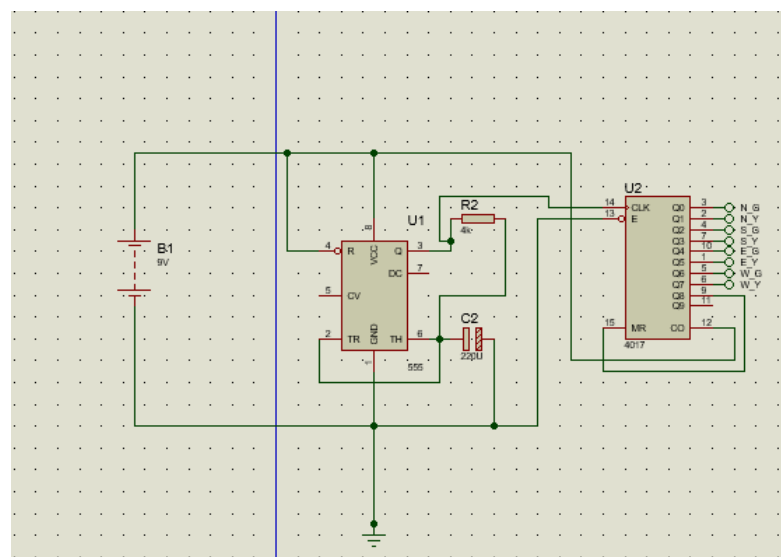 B1
9V
U1
4
R
VCC
8
Q
3
DC
7
5
CV
2
TR
GND
1
TH
6
555
R2
4k
C2
220U
U2
14
CLK
13
E
15
MR
Q0
3
N_G
Q1
2
N_Y
Q2
4
S_G
Q3
7
S_Y
Q4
10
E_G
Q5
1
E_Y
Q6
5
W_G
Q7
6
W_Y
Q8
9
Q9
11
CO
12
4017